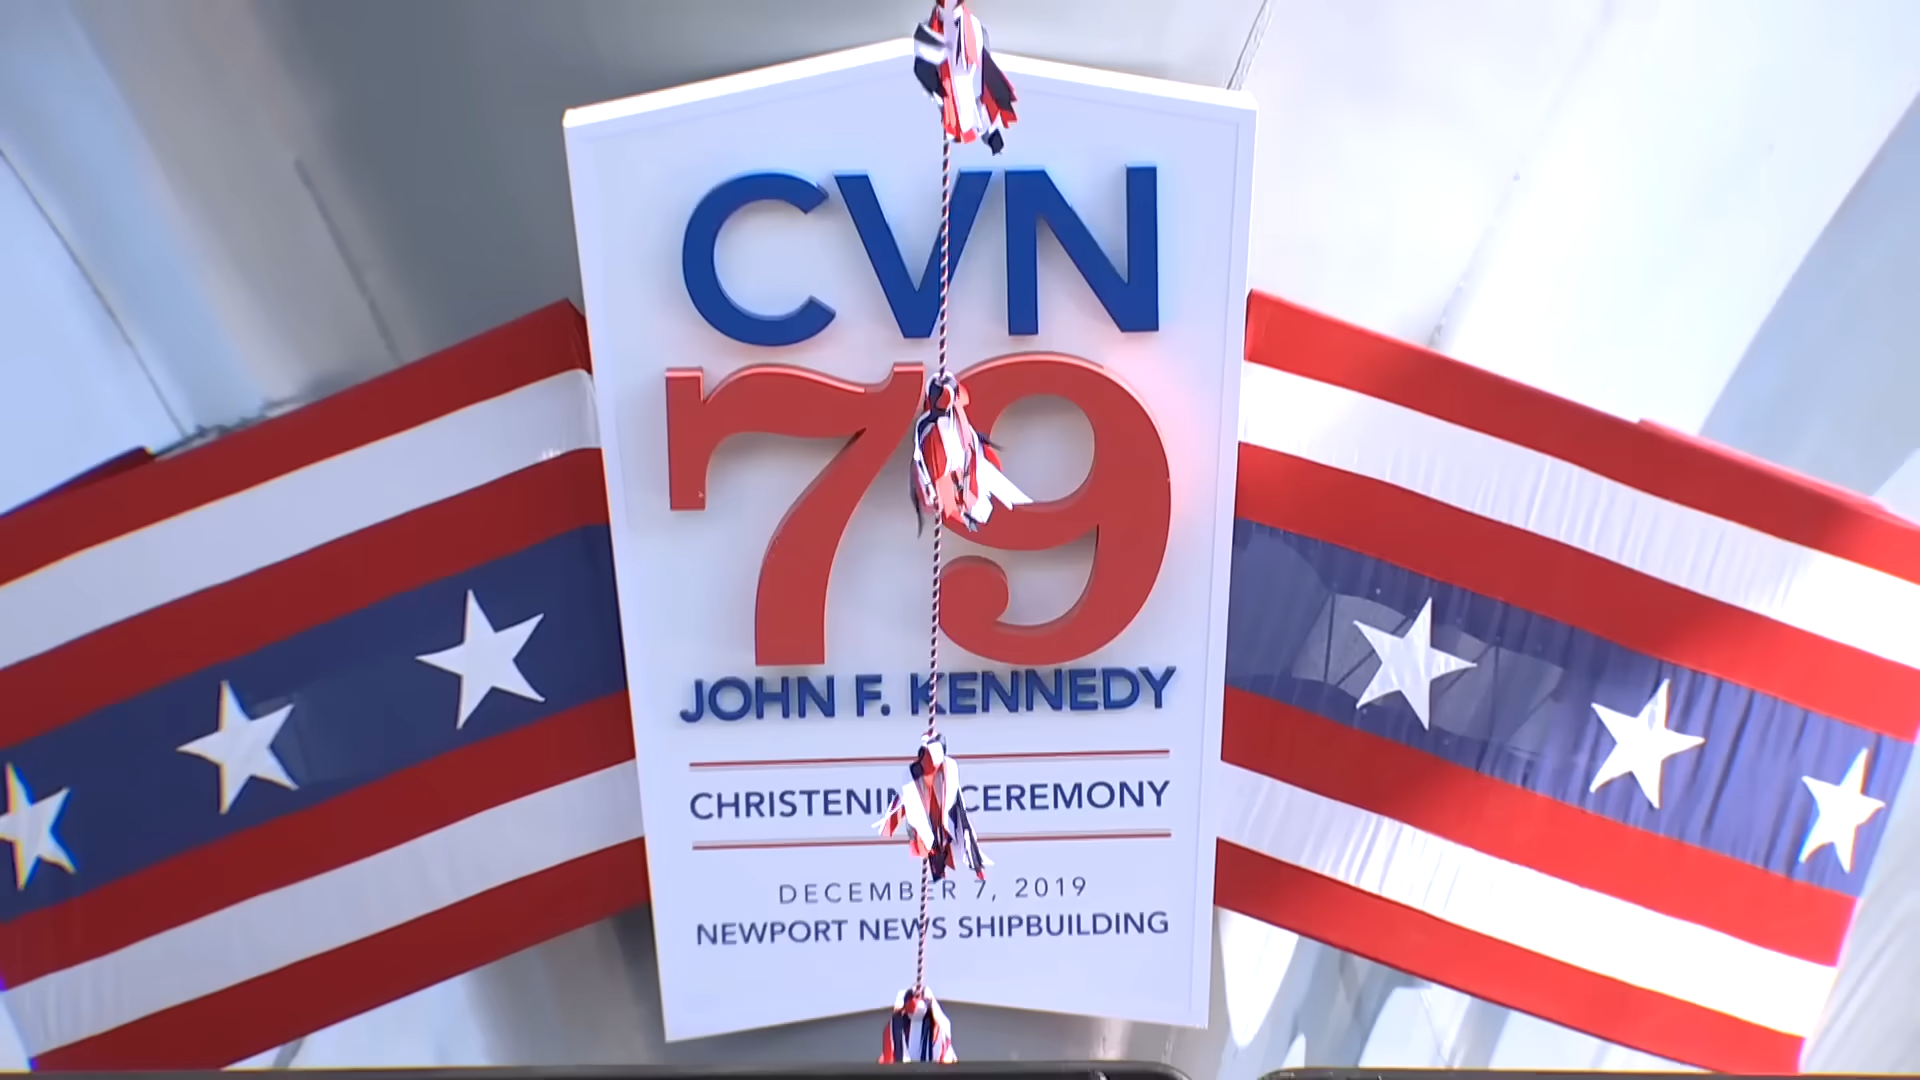 CVN
79
JOHN F. KENNEDY
CHRISTENING CEREMONY
DECEMBER 7, 2019
NEWPORT NEWS SHIPBUILDING